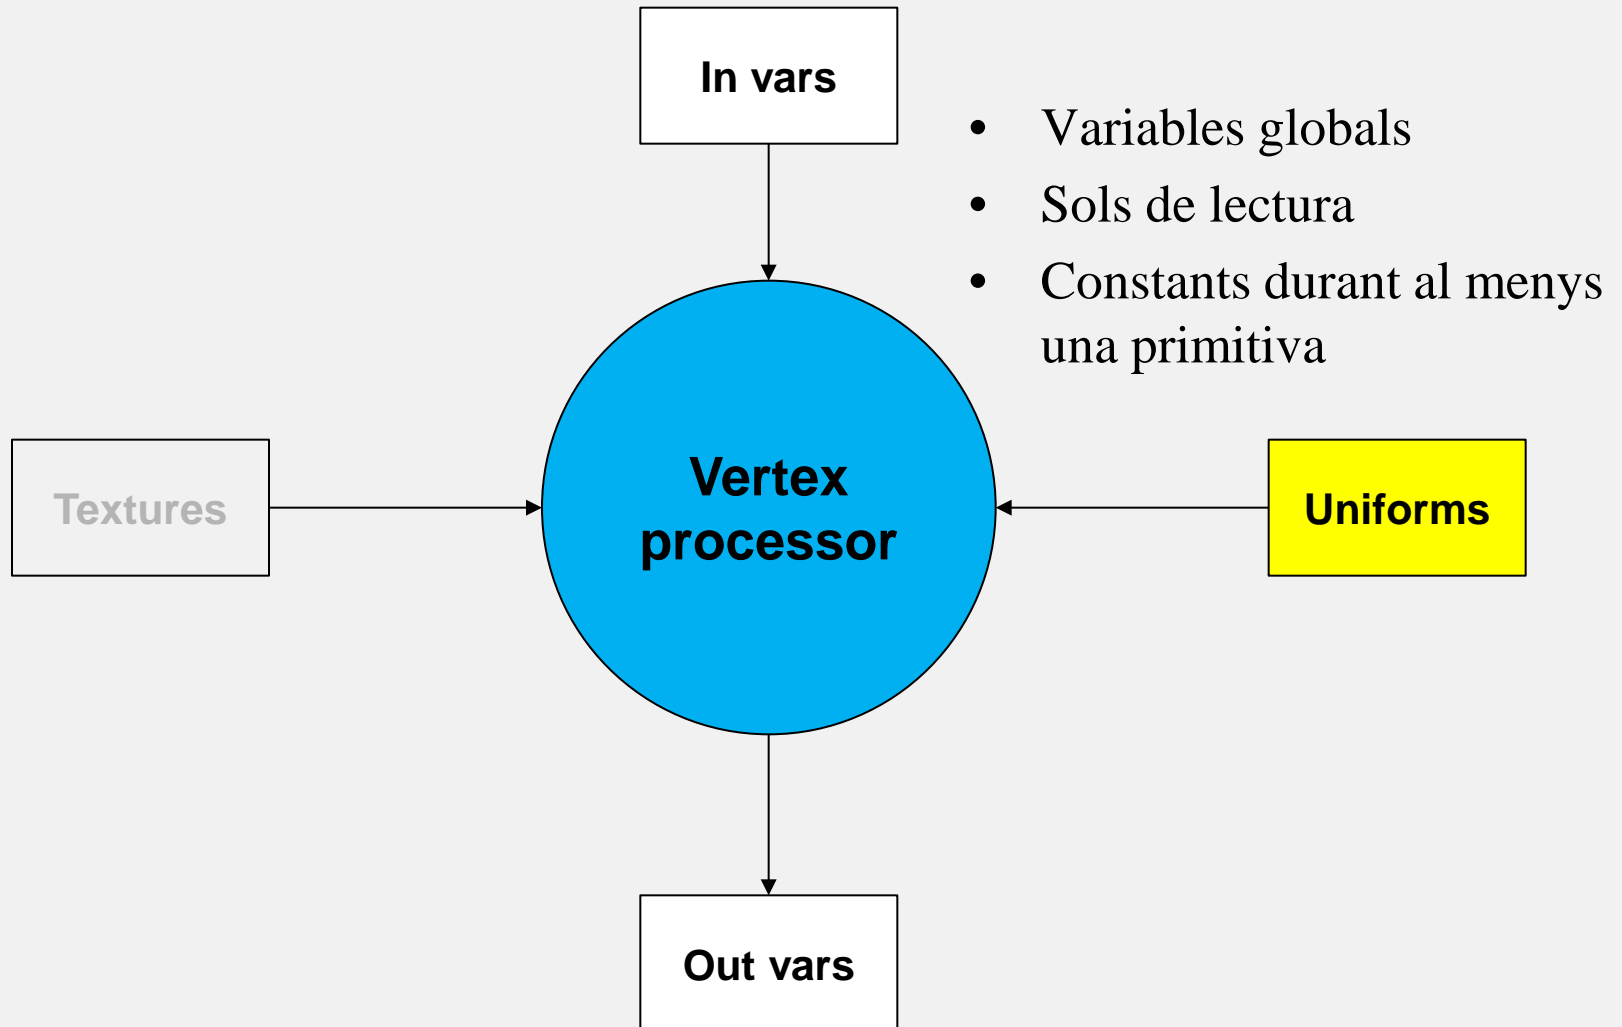 In vars
• Variables globals
• Sols de lectura
• Constants durant al menys
una primitiva
Textures
Vertex
processor
Uniforms
Out vars